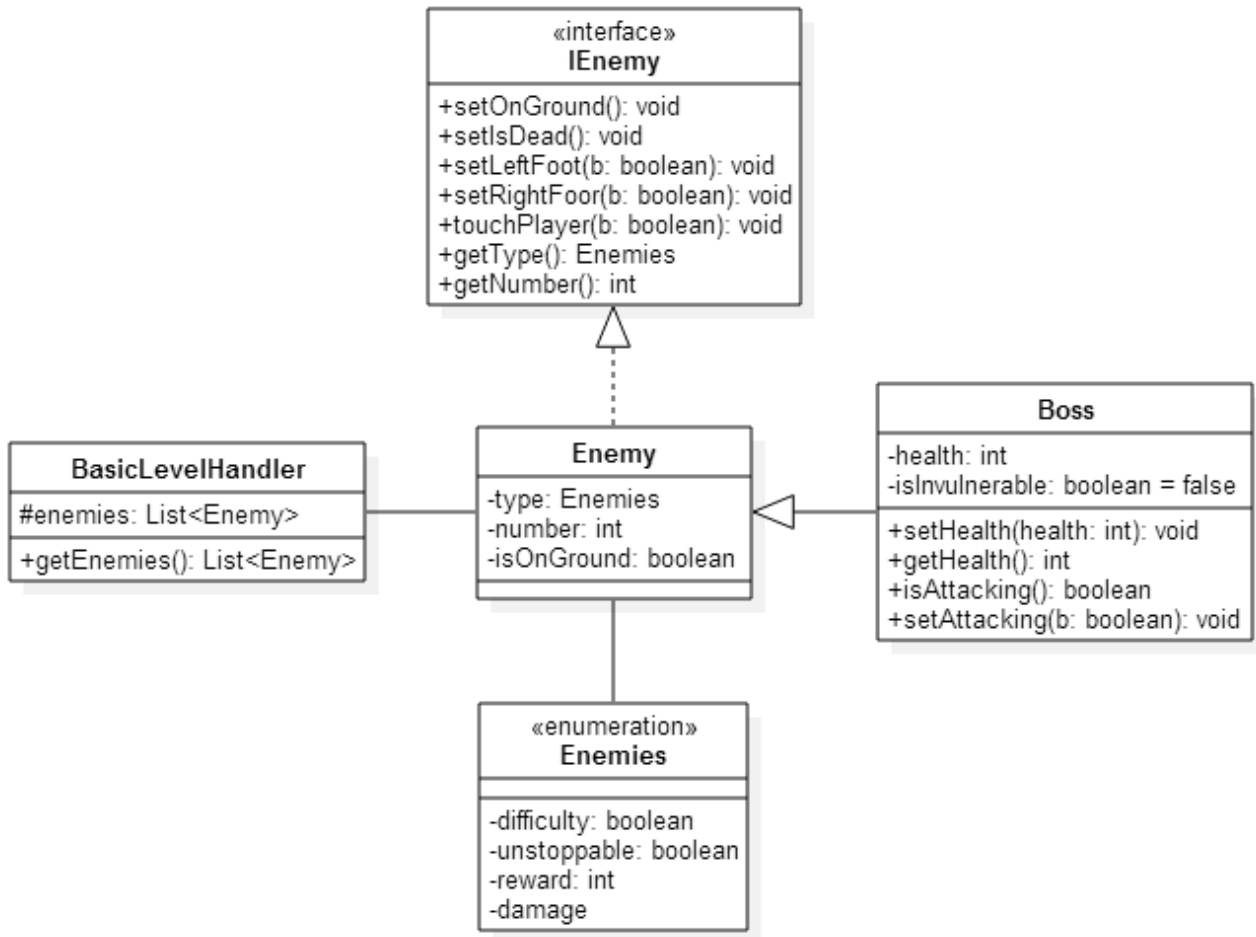 «interface»
IEnemy
+setOnGround(): void
+setIsDead(): void
+setLeftFoot(b: boolean): void
+setRightFoor(b: boolean): void
+touchPlayer(b: boolean): void
+getType(): Enemies
+getNumber(): int
BasicLevelHandler
#enemies: List<Enemy>
+getEnemies(): List<Enemy>
Enemy
-type: Enemies
-number: int
-isOnGround: boolean
Boss
-health: int
-isInvulnerable: boolean = false
+setHealth(health: int): void
+getHealth(): int
+isAttacking(): boolean
+setAttacking(b: boolean): void
«enumeration»
Enemies
-difficulty: boolean
-unstoppable: boolean
-reward: int
-damage